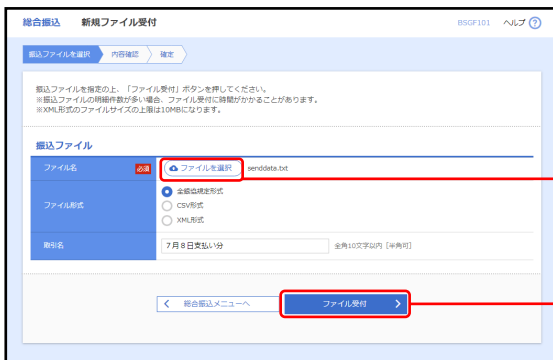 総合振込 新規ファイル受付 BSGF101 ヘルプ ?
振込ファイルを選択 内容確認 確定
振込ファイルを指定の上、「ファイル受付」ボタンを押してください。
※振込ファイルの明細件数が多い場合、ファイル受付に時間がかかることがあります。
※XML形式のファイルサイズの上限は10MBになります。
振込ファイル
ファイル名 必須 ファイルを選択 senddata.txt
ファイル形式
全銀協規定形式
CSV形式
XML形式
取引名 7月8日支払い分 全角10文字以内 [半角可]
総合振込メニューへ ファイル受付